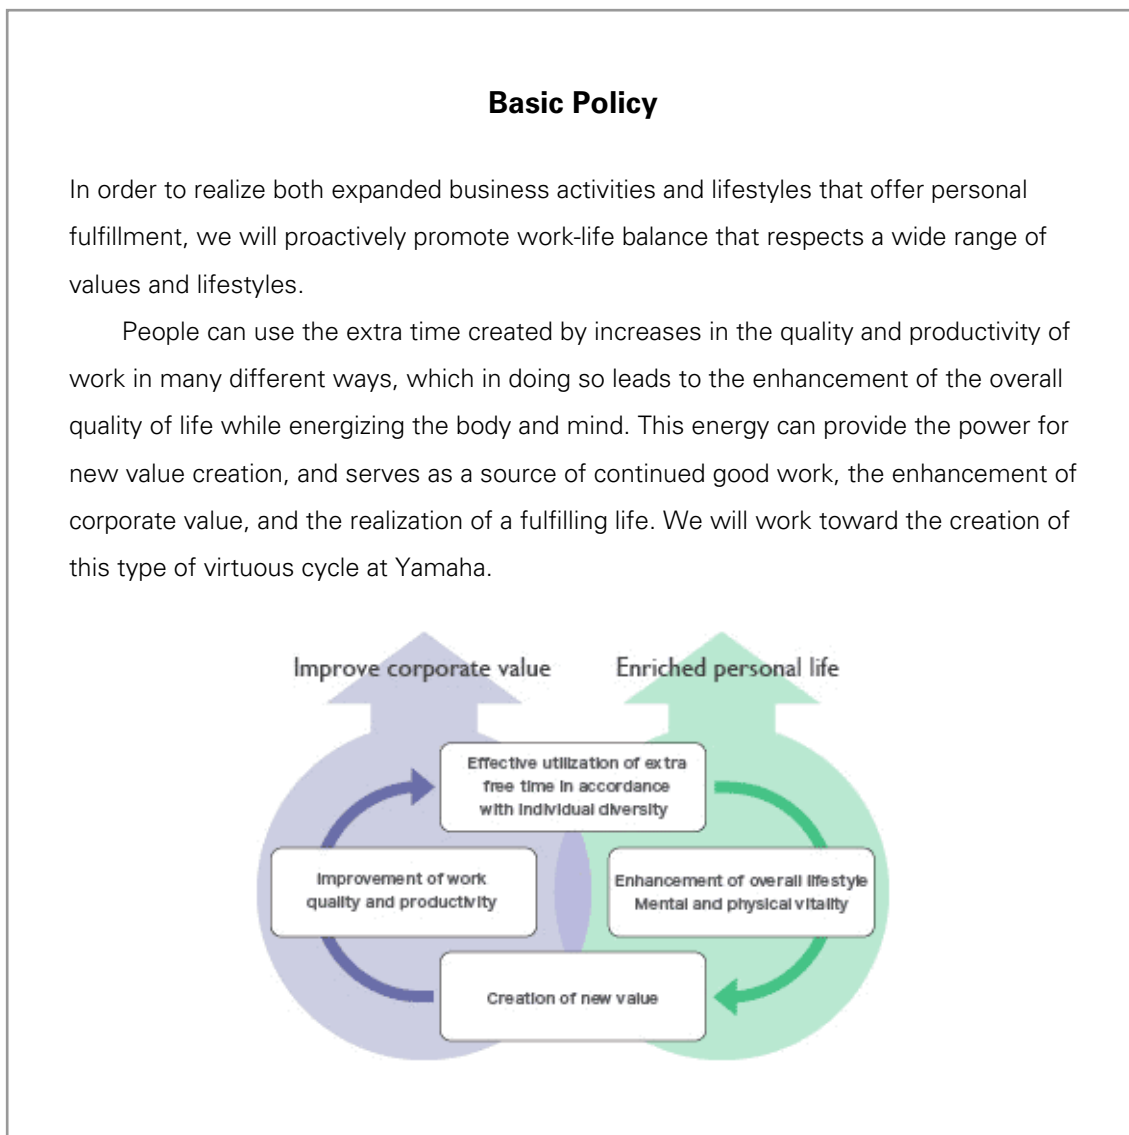 Basic Policy
In order to realize both expanded business activities and lifestyles that offer personal
fulfillment, we will proactively promote work-life balance that respects a wide range of
values and lifestyles.
People can use the extra time created by increases in the quality and productivity of
work in many different ways, which in doing so leads to the enhancement of the overall
quality of life while energizing the body and mind. This energy can provide the power for
new value creation, and serves as a source of continued good work, the enhancement of
corporate value, and the realization of a fulfilling life. We will work toward the creation of
this type of virtuous cycle at Yamaha.
Improve corporate value
Enriched personal life
Effective utilization of extra
free time in accordance
with individual diversity
Improvement of work
quality and productivity
Enhancement of overall lifestyle
Mental and physical vitality
Creation of new value